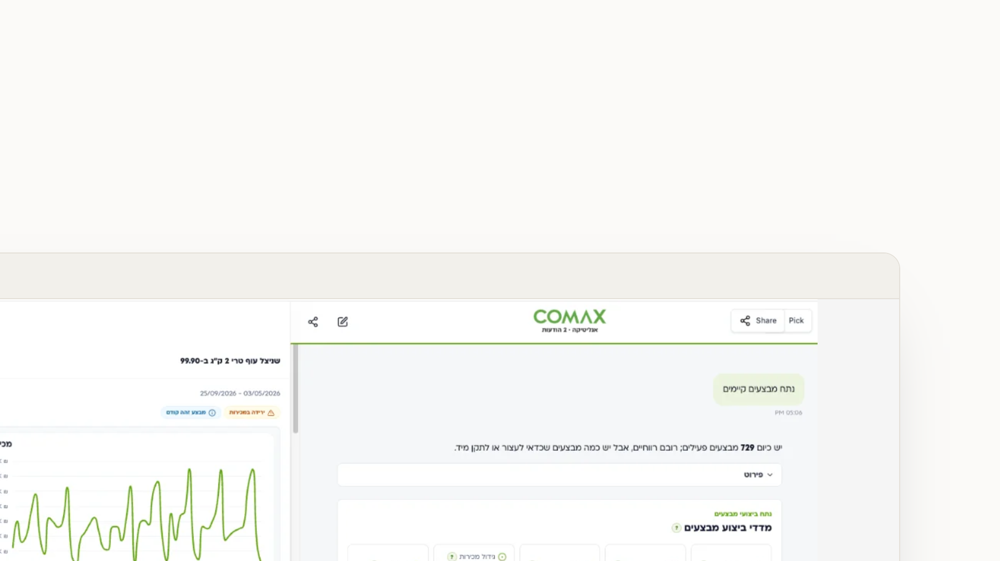 COMAX
אנליטיקה · 2 הודעות
Share
Pick
נתח מבצעים קיימים
05:06 PM
יש כיום 729 מבצעים פעילים; רובם רווחיים, אבל יש כמה מבצעים שכדאי לעצור או לתקן מיד.
פירוט
נתח ביצועי מבצעים
מדדי ביצוע מבצעים ?
גידול מכירות ?
שניצל עוף טרי 2 ק"ג ב-99.90
03/05/2026 - 25/09/2026
ירידה במכירות
מבצע זהה קודם